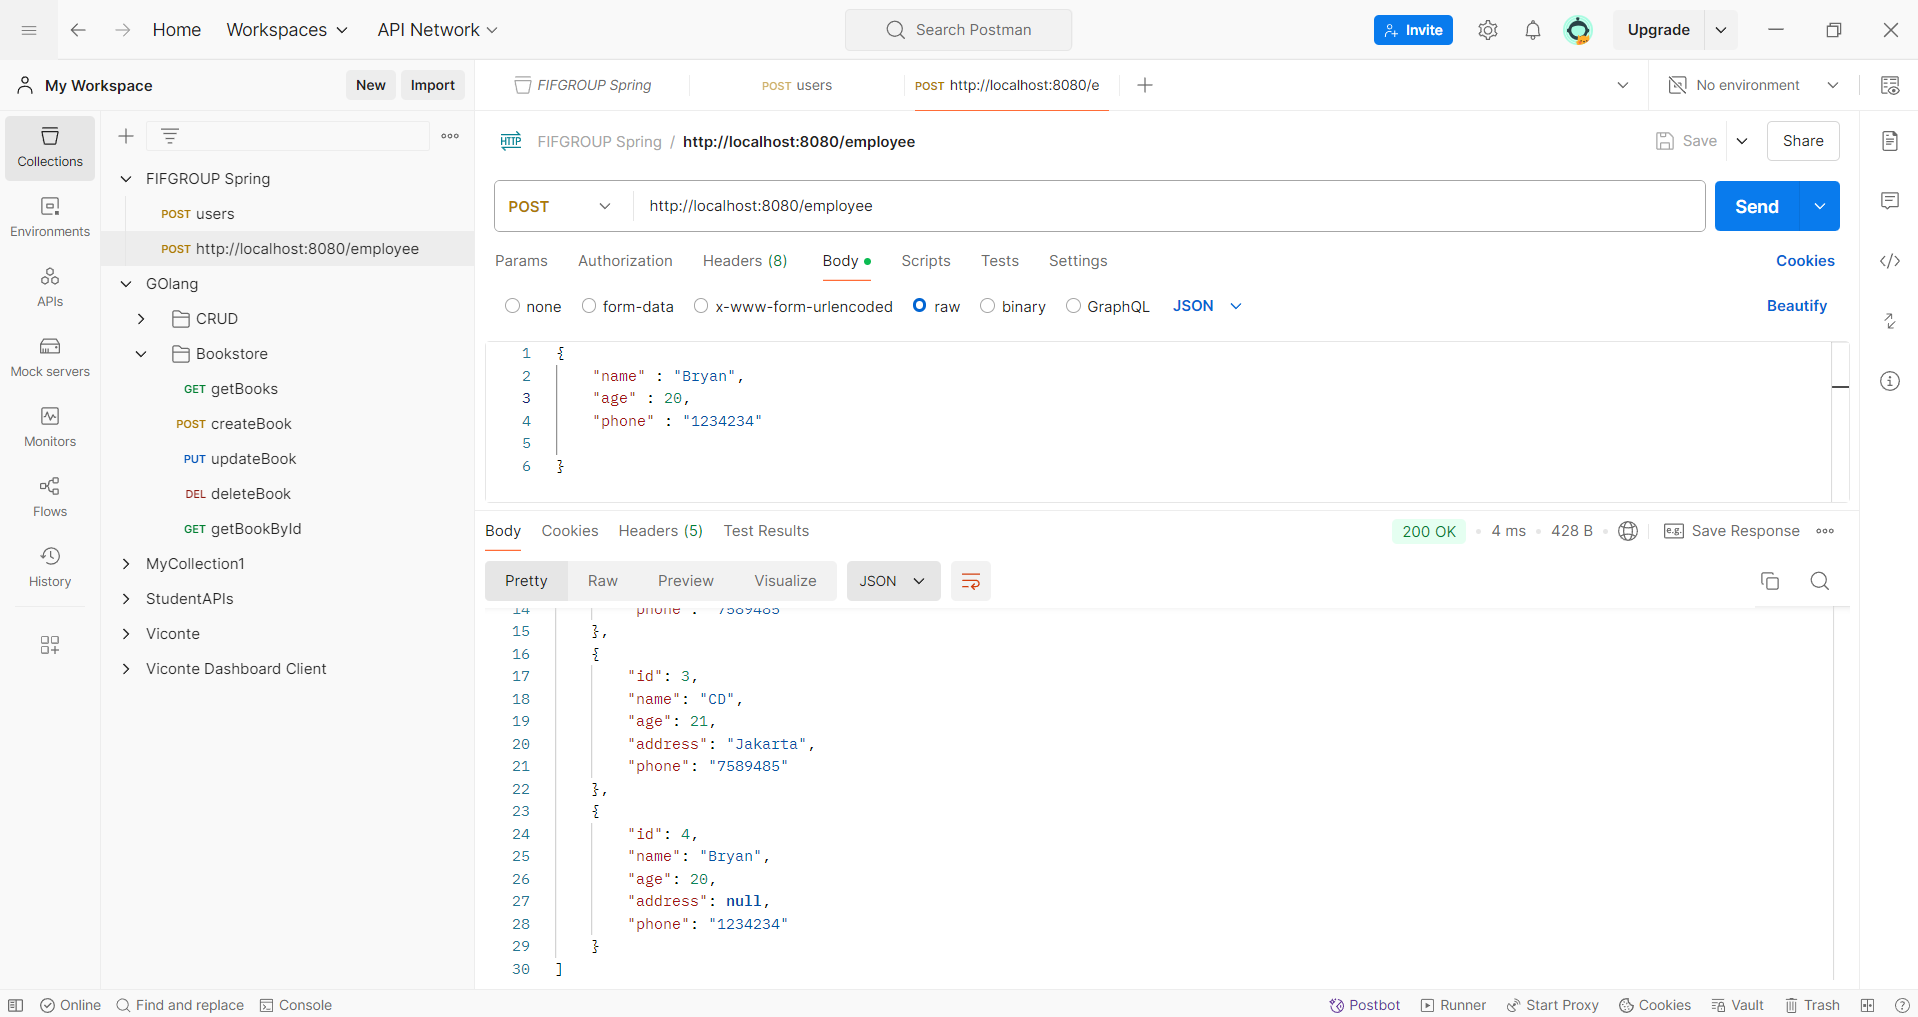 Home Workspaces API Network Search Postman Invite Upgrade
My Workspace New Import
FIFGROUP Spring POST users POST http://localhost:8080/e No environment
Collections
Environments
APIs
Mock servers
Monitors
Flows
History
FIFGROUP Spring
POST users
POST http://localhost:8080/employee
GOlang
CRUD
Bookstore
GET getBooks
POST createBook
PUT updateBook
DEL deleteBook
GET getBookById
MyCollection1
StudentAPIs
Viconte
Viconte Dashboard Client
HTTP FIFGROUP Spring / http://localhost:8080/employee Save Share
POST http://localhost:8080/employee Send
Params Authorization Headers (8) Body Scripts Tests Settings Cookies
none form-data x-www-form-urlencoded raw binary GraphQL JSON Beautify
1 {
2 "name" : "Bryan",
3 "age" : 20,
4 "phone" : "1234234"
5
6 }
Body Cookies Headers (5) Test Results 200 OK 4 ms 428 B e.g. Save Response
Pretty Raw Preview Visualize JSON
14 "phone": "7589485"
15 },
16 {
17 "id": 3,
18 "name": "CD",
19 "age": 21,
20 "address": "Jakarta",
21 "phone": "7589485"
22 },
23 {
24 "id": 4,
25 "name": "Bryan",
26 "age": 20,
27 "address": null,
28 "phone": "1234234"
29 }
30 ]
Online Find and replace Console Postbot Runner Start Proxy Cookies Vault Trash